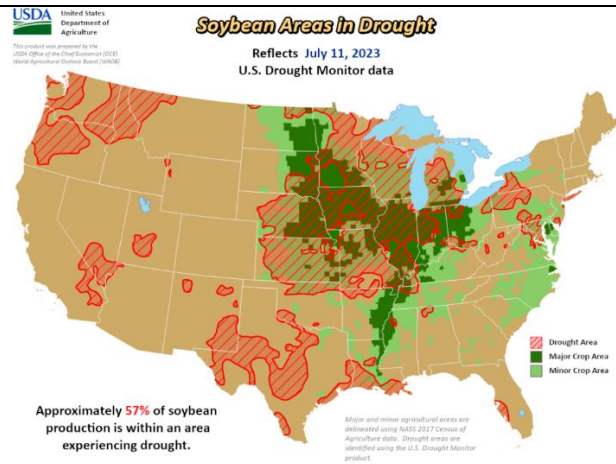 USDA
United States
Department of
Agriculture
This product was prepared by the
USDA Office of the Chief Economist (OCE)
World Agricultural Outlook Board (WAOB)
Soybean Areas in Drought
Reflects July 11, 2023
U.S. Drought Monitor data
Drought Area
Major Crop Area
Minor Crop Area
Approximately 57% of soybean
production is within an area
experiencing drought.
Major and minor agricultural areas are
delineated using NASS 2017 Census of
Agriculture data. Drought areas are
identified using the U.S. Drought Monitor
product.